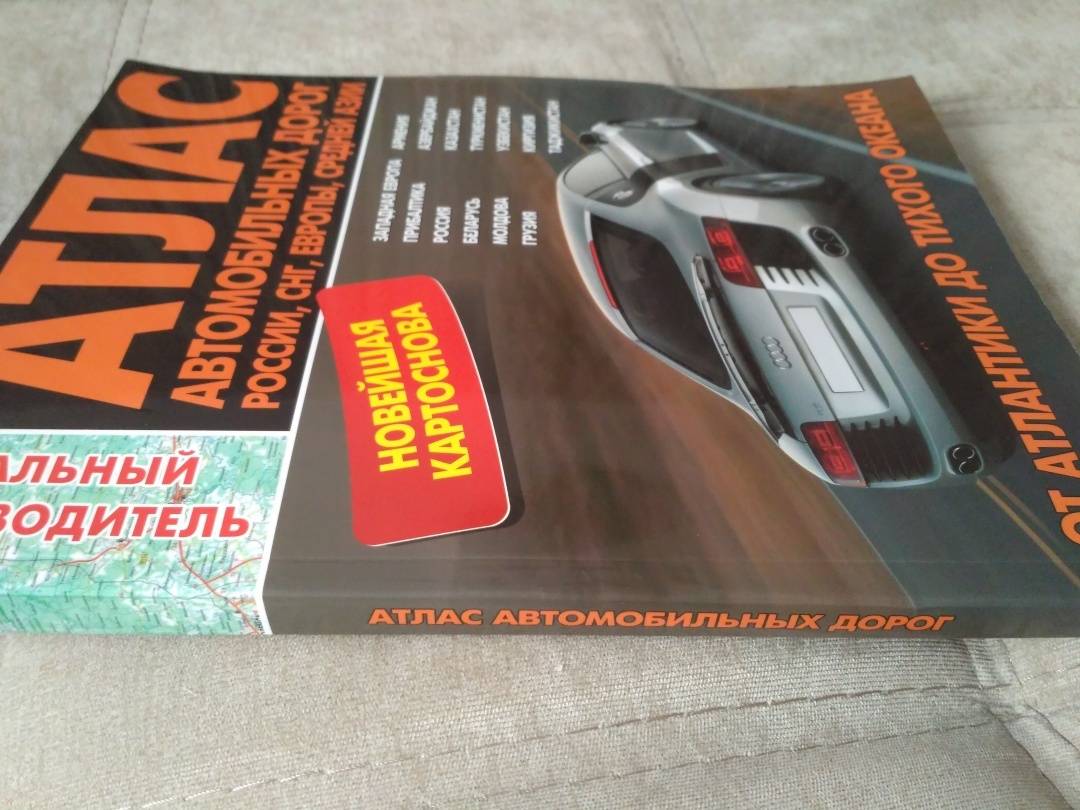 АТЛАС
АВТОМОБИЛЬНЫХ ДОРОГ
РОССИИ, СНГ, ЕВРОПЫ, СРЕДНЕЙ АЗИИ
АЛЬНЫЙ
ВОДИТЕЛЬ
ЗАПАДНАЯ ЕВРОПА
ПРИБАЛТИКА
РОССИЯ
БЕЛАРУСЬ
МОЛДОВА
ГРУЗИЯ
АРМЕНИЯ
АЗЕРБАЙДЖАН
КАЗАХСТАН
ТУРКМЕНИСТАН
УЗБЕКИСТАН
КИРГИЗИЯ
ТАДЖИКИСТАН
НОВЕЙШАЯ
КАРТОСНОВА
ОТ АТЛАНТИКИ ДО ТИХОГО ОКЕАНА
АТЛАС АВТОМОБИЛЬНЫХ ДОРОГ